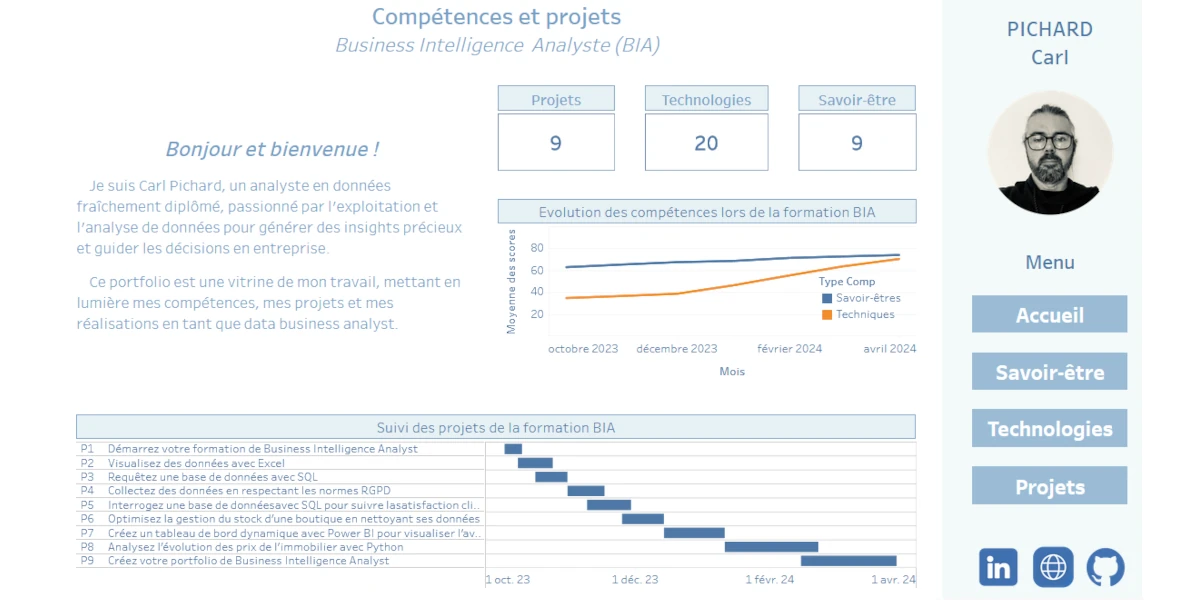 Compétences et projets
Business Intelligence Analyste (BIA)
Bonjour et bienvenue !
Je suis Carl Pichard, un analyste en données
fraîchement diplômé, passionné par l'exploitation et
l'analyse de données pour générer des insights précieux
et guider les décisions en entreprise.
Ce portfolio est une vitrine de mon travail, mettant en
lumière mes compétences, mes projets et mes
réalisations en tant que data business analyst.
Projets
9
Technologies
20
Savoir-être
9
Evolution des compétences lors de la formation BIA
Moyenne des scores
80
60
40
20
Type Comp
Savoir-êtres
Techniques
octobre 2023 décembre 2023 février 2024 avril 2024
Mois
Suivi des projets de la formation BIA
P1 Démarrez votre formation de Business Intelligence Analyst
P2 Visualisez des données avec Excel
P3 Requêtez une base de données avec SQL
P4 Collectez des données en respectant les normes RGPD
P5 Interrogez une base de donnéesavec SQL pour suivre lasatisfaction cli..
P6 Optimisez la gestion du stock d'une boutique en nettoyant ses données
P7 Créez un tableau de bord dynamique avec Power BI pour visualiser l'av..
P8 Analysez l'évolution des prix de l'immobilier avec Python
P9 Créez votre portfolio de Business Intelligence Analyst
1 oct. 23 1 déc. 23 1 févr. 24 1 avr. 24
PICHARD
Carl
Menu
Accueil
Savoir-être
Technologies
Projets
in